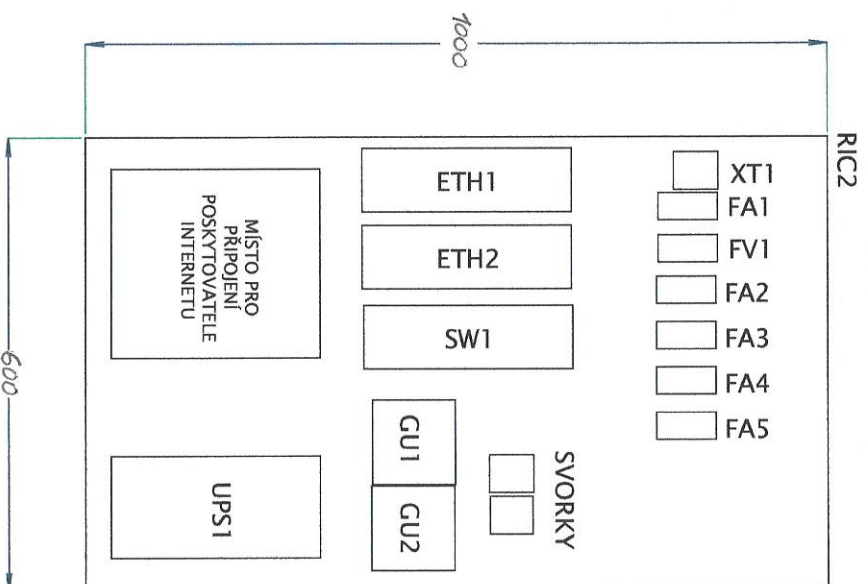 RIC2
1000
XT1
FA1
FV1
FA2
FA3
FA4
FA5
ETH1
ETH2
SW1
SVORKY
GU1
GU2
MÍSTO PRO
PŘIPOJENÍ
POSKYTOVATELE
INTERNETU
UPS1
600